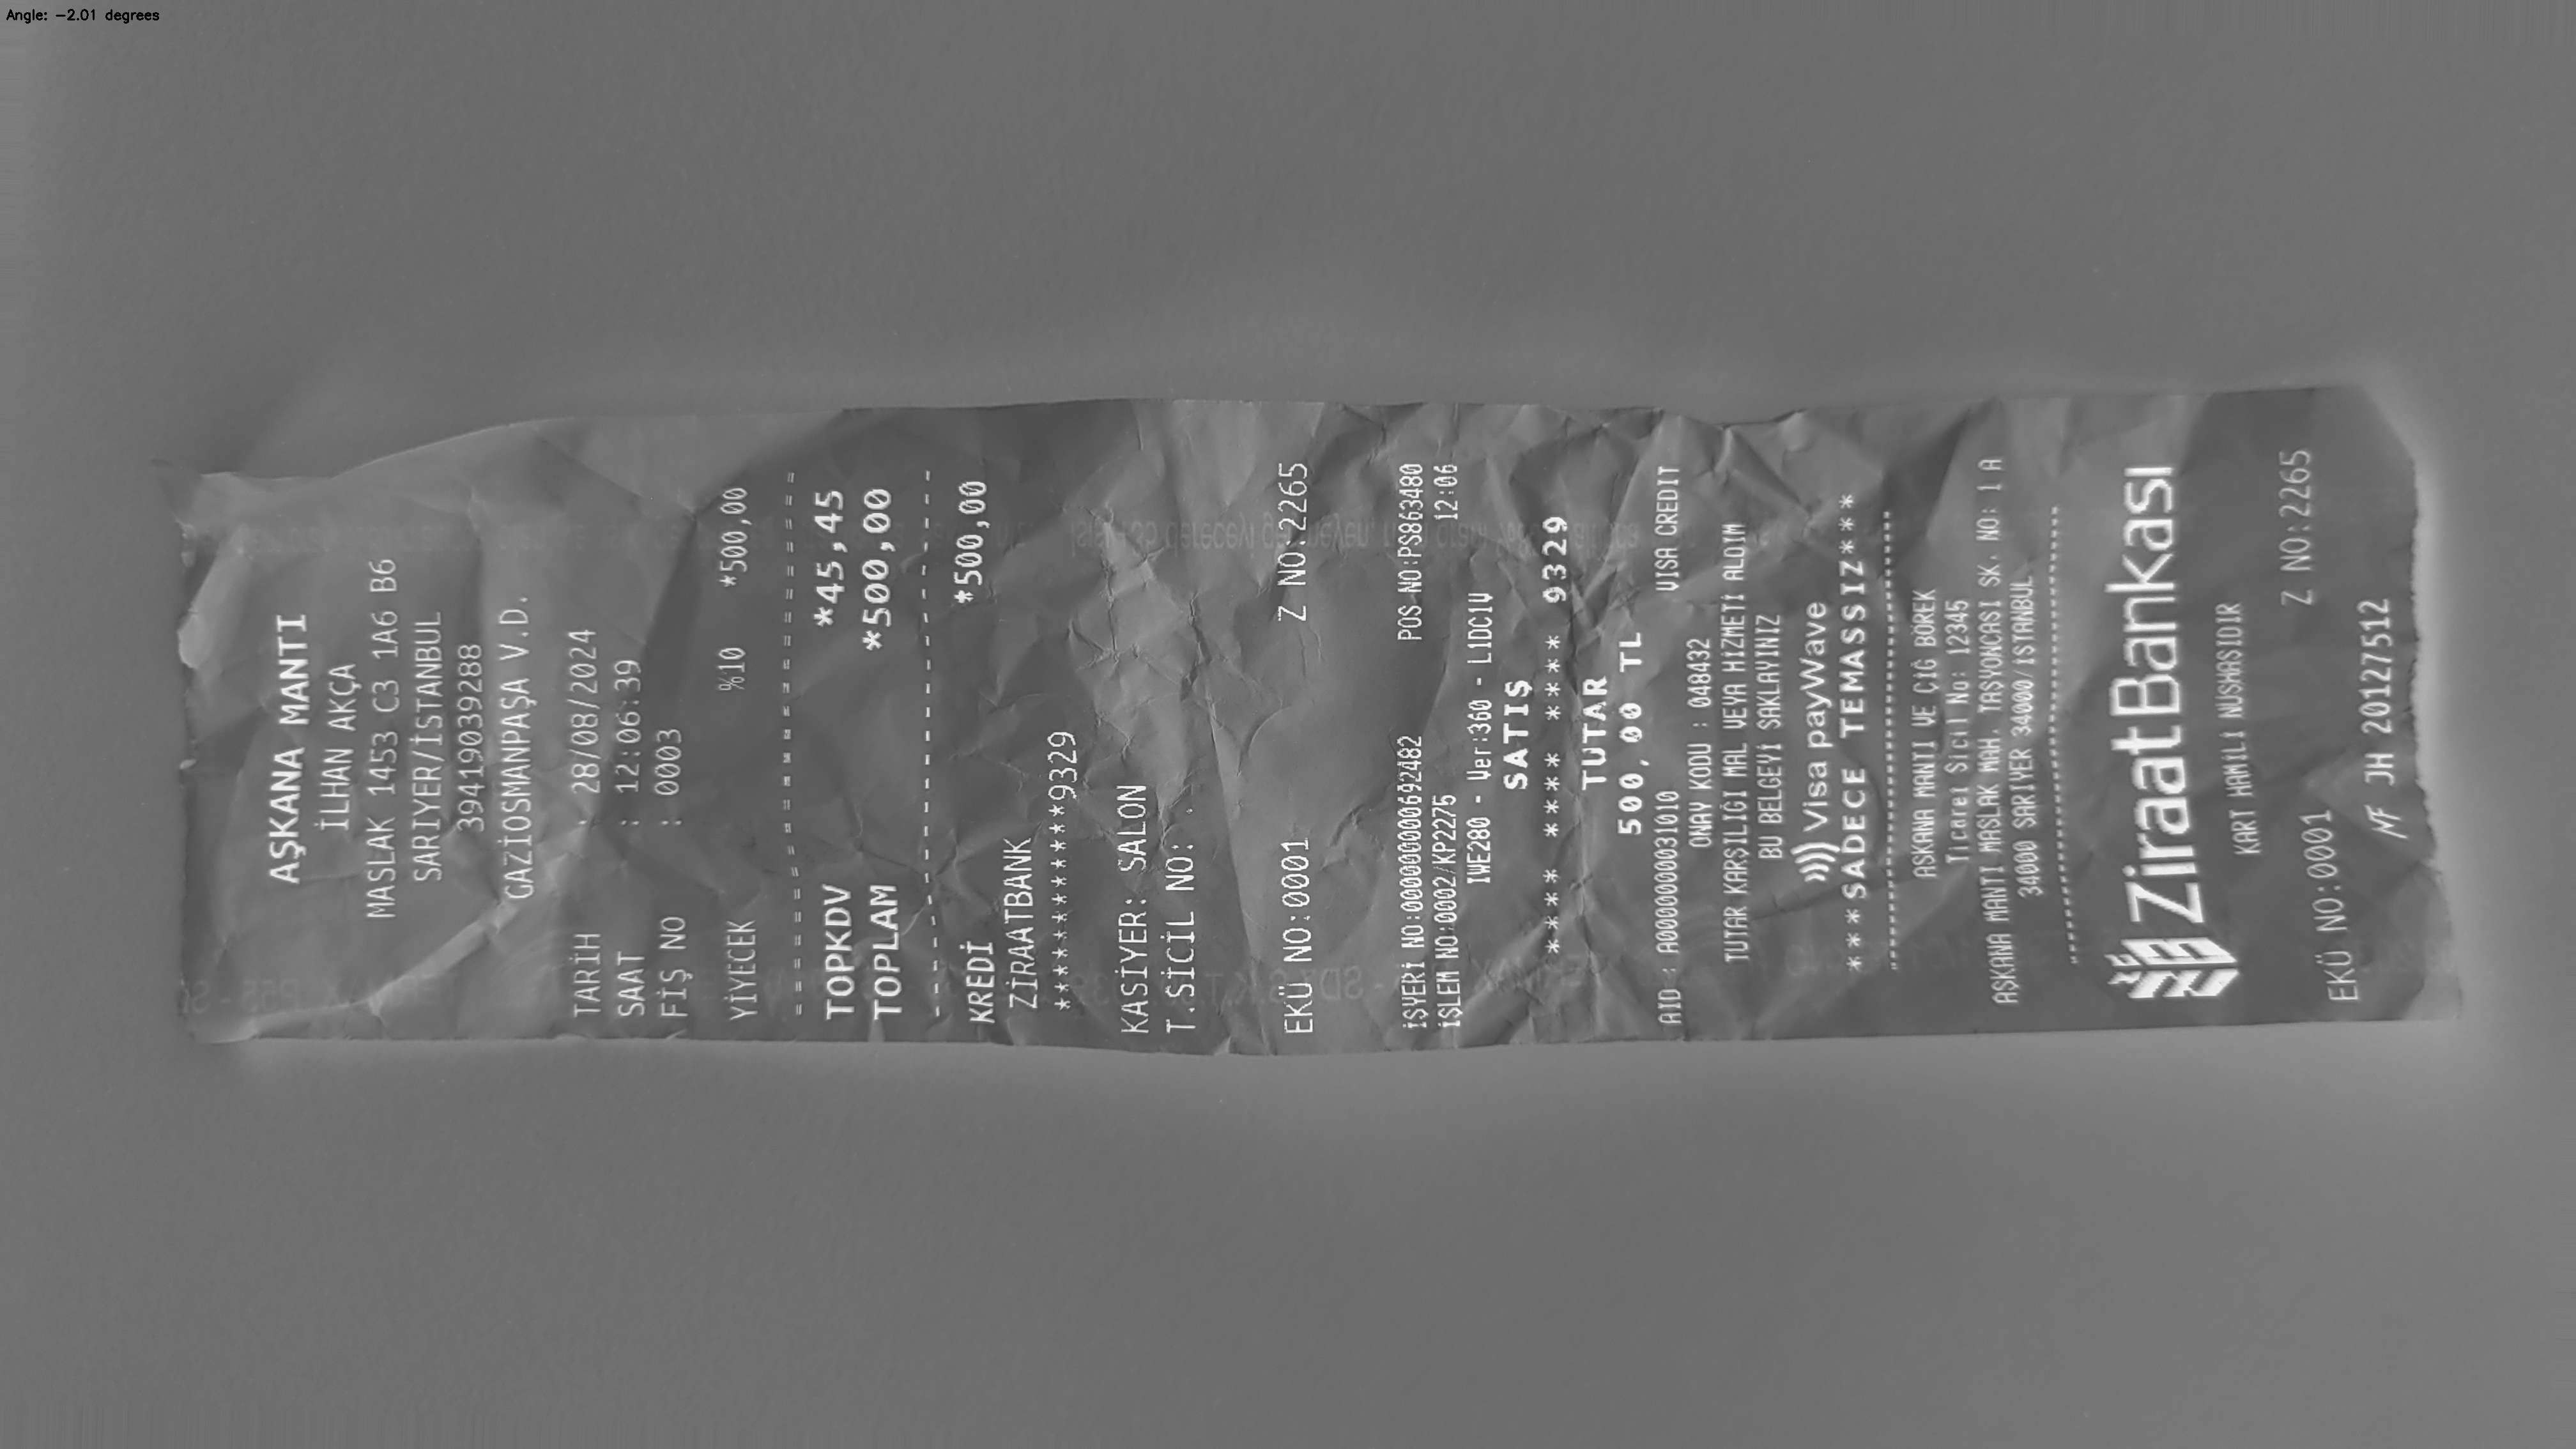 Angle: -2.01 degrees
AŞKANA MANTI
İLHAN AKÇA
MASLAK 1453 C3 1A6 B6
SARIYER/İSTANBUL
39419039288
GAZİOSMANPAŞA V.D.
TARİH : 28/08/2024
SAAT : 12:06:39
FİŞ NO : 0003
YİYECEK %10 *500,00
TOPKDV *45,45
TOPLAM *500,00
KREDİ *500,00
ZİRAATBANK
************9329
KASİYER: SALON
T.SİCİL NO:
EKÜ NO:0001 Z NO:2265
İŞYERİ NO:000000000692482 POS NO:PS863480
İŞLEM NO:0002/KP2275 12:06
IWE280 - Ver:360 - L1DC1V
SATIŞ
**** **** **** 9329
TUTAR
500,00 TL
AID : A0000000031010 VISA CREDIT
ONAY KODU : 048432
TUTAR KARŞILIĞI MAL VEYA HİZMETİ ALDIM
BU BELGEYİ SAKLAYINIZ
Visa payWave
***SADECE TEMASSIZ****
AŞKANA MANTI VE ÇİĞ BÖREK
Ticaret Sicil No: 12345
AŞKANA MANTI MASLAK MAH. TAŞYONCASI SK. NO: 1 A
34000 SARIYER 34000/İSTANBUL
ZiraatBankası
KART HAMİLİ NÜSHASIDIR
EKÜ NO:0001 Z NO:2265
MF JH 20127512